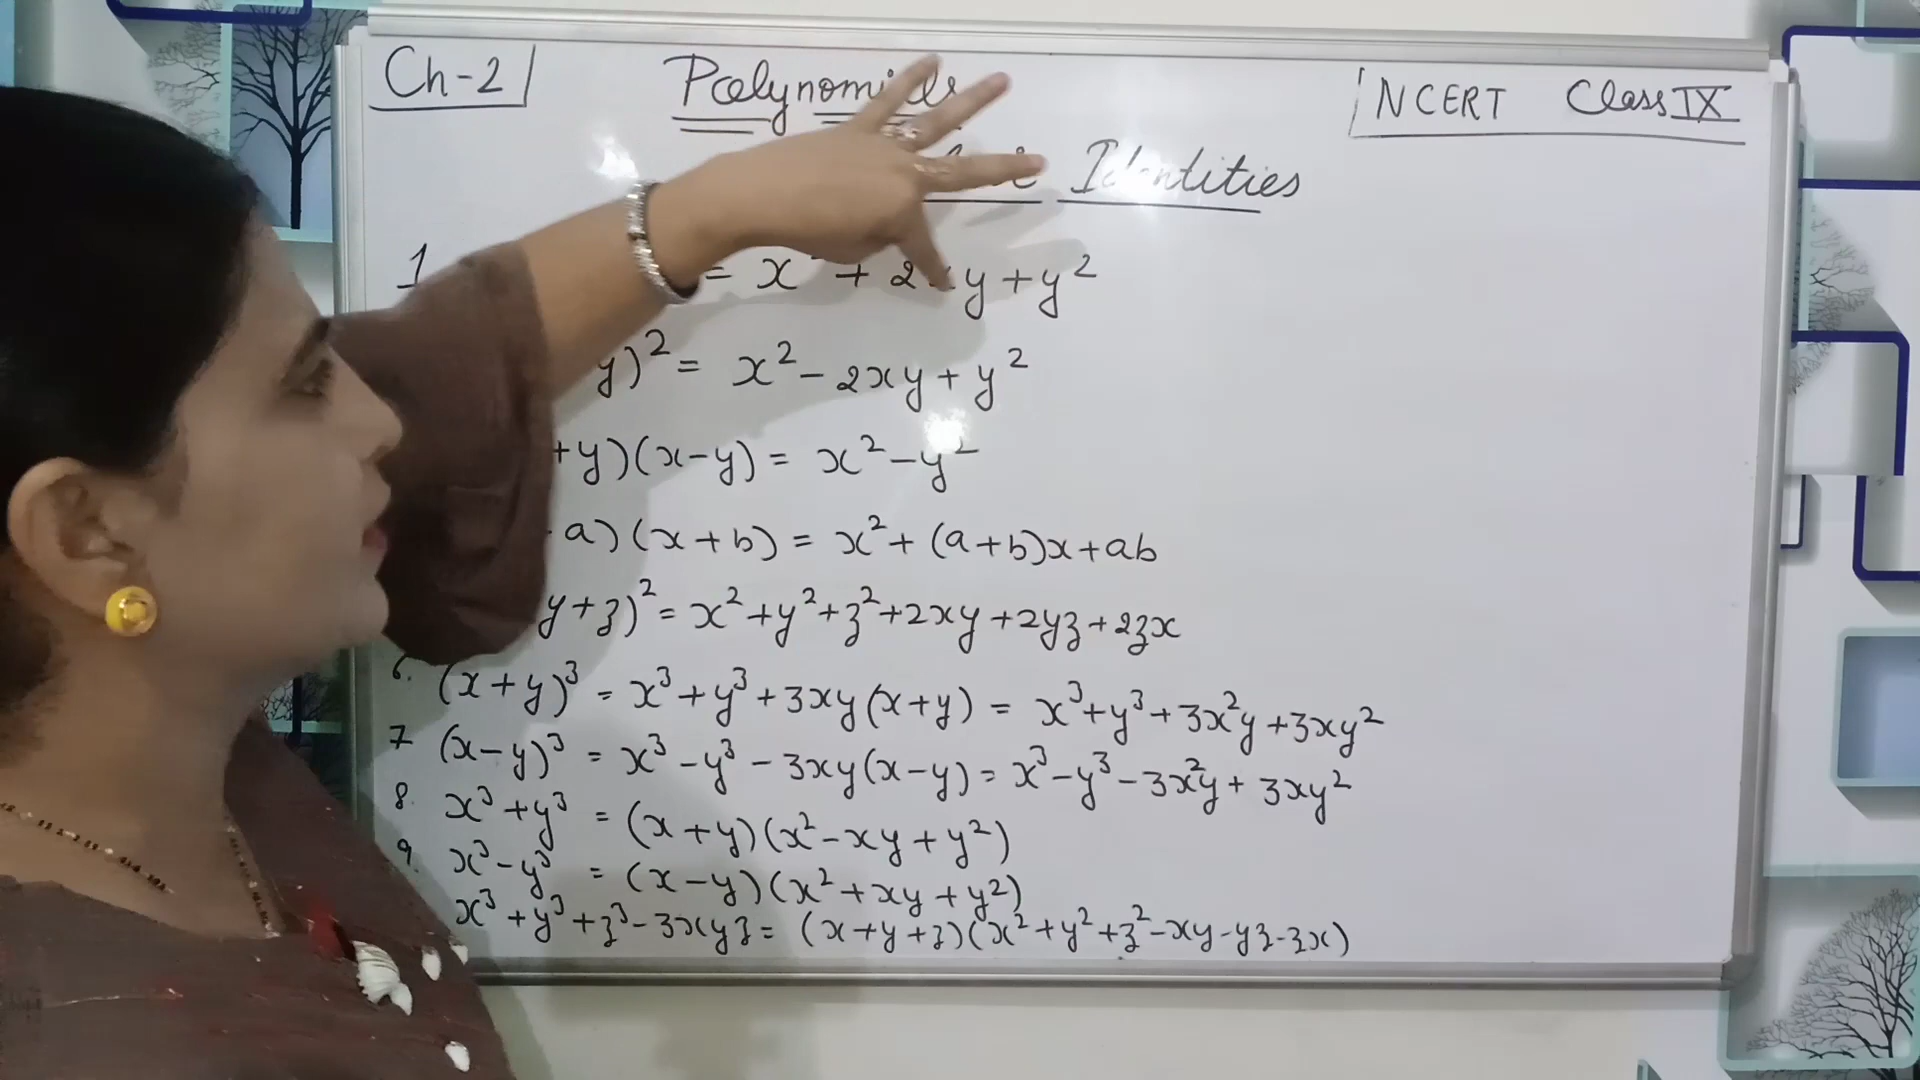 Ch-2 Polynomials NCERT Class IX
Identities
1 = x² + 2xy + y²
y)² = x² - 2xy + y²
+y)(x-y) = x² - y²
a)(x+b) = x² + (a+b)x + ab
y+z)² = x² + y² + z² + 2xy + 2yz + 2zx
6. (x+y)³ = x³ + y³ + 3xy(x+y) = x³ + y³ + 3x²y + 3xy²
7 (x-y)³ = x³ - y³ - 3xy(x-y) = x³ - y³ - 3x²y + 3xy²
8. x³ + y³ = (x+y)(x² - xy + y²)
9. x³ - y³ = (x-y)(x² + xy + y²)
x³ + y³ + z³ - 3xyz = (x+y+z)(x² + y² + z² - xy - yz - zx)